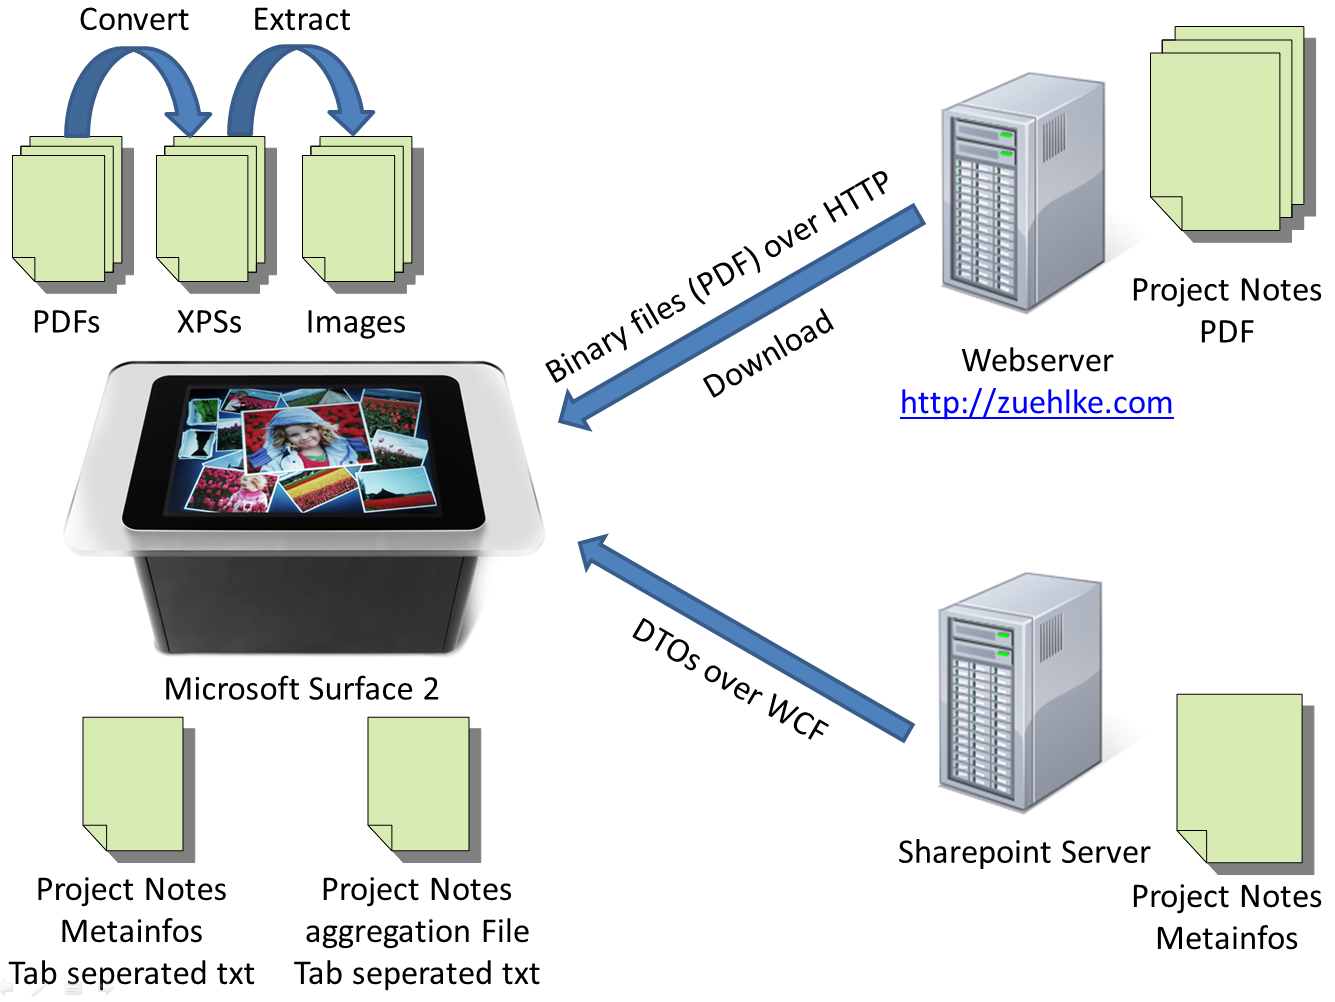 Convert
Extract
PDFs
XPSs
Images
Binary files (PDF) over HTTP
Download
Webserver
http://zuehlke.com
Project Notes
PDF
Microsoft Surface 2
DTOs over WCF
Sharepoint Server
Project Notes
Metainfos
Project Notes
Metainfos
Tab seperated txt
Project Notes
aggregation File
Tab seperated txt